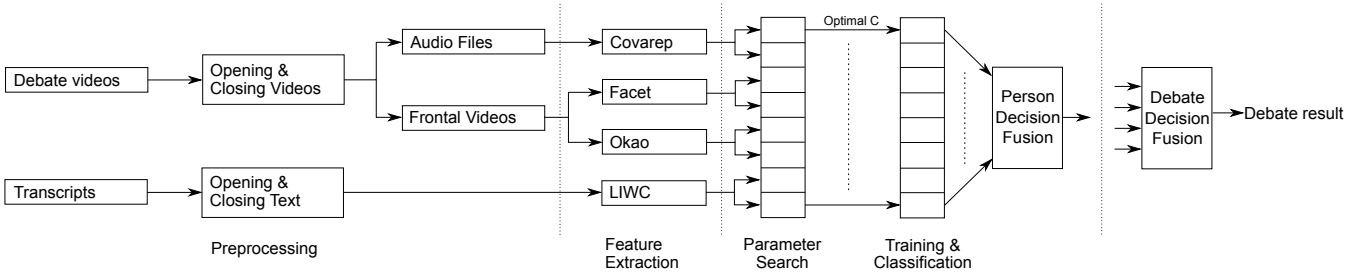 Optimal C
Audio Files
Covarep
Debate videos
Opening &
Closing Videos
Facet
Frontal Videos
Okao
Person
Decision
Fusion
Debate
Decision
Fusion
Debate result
Transcripts
Opening &
Closing Text
LIWC
Preprocessing
Feature
Extraction
Parameter
Search
Training &
Classification